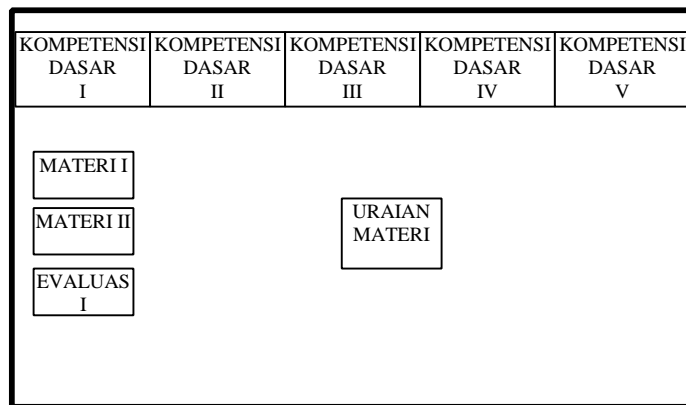 KOMPETENSI KOMPETENSI KOMPETENSI KOMPETENSI KOMPETENSI
DASAR DASAR DASAR DASAR DASAR
I II III IV V
MATERI I
MATERI II
EVALUAS
I
URAIAN
MATERI